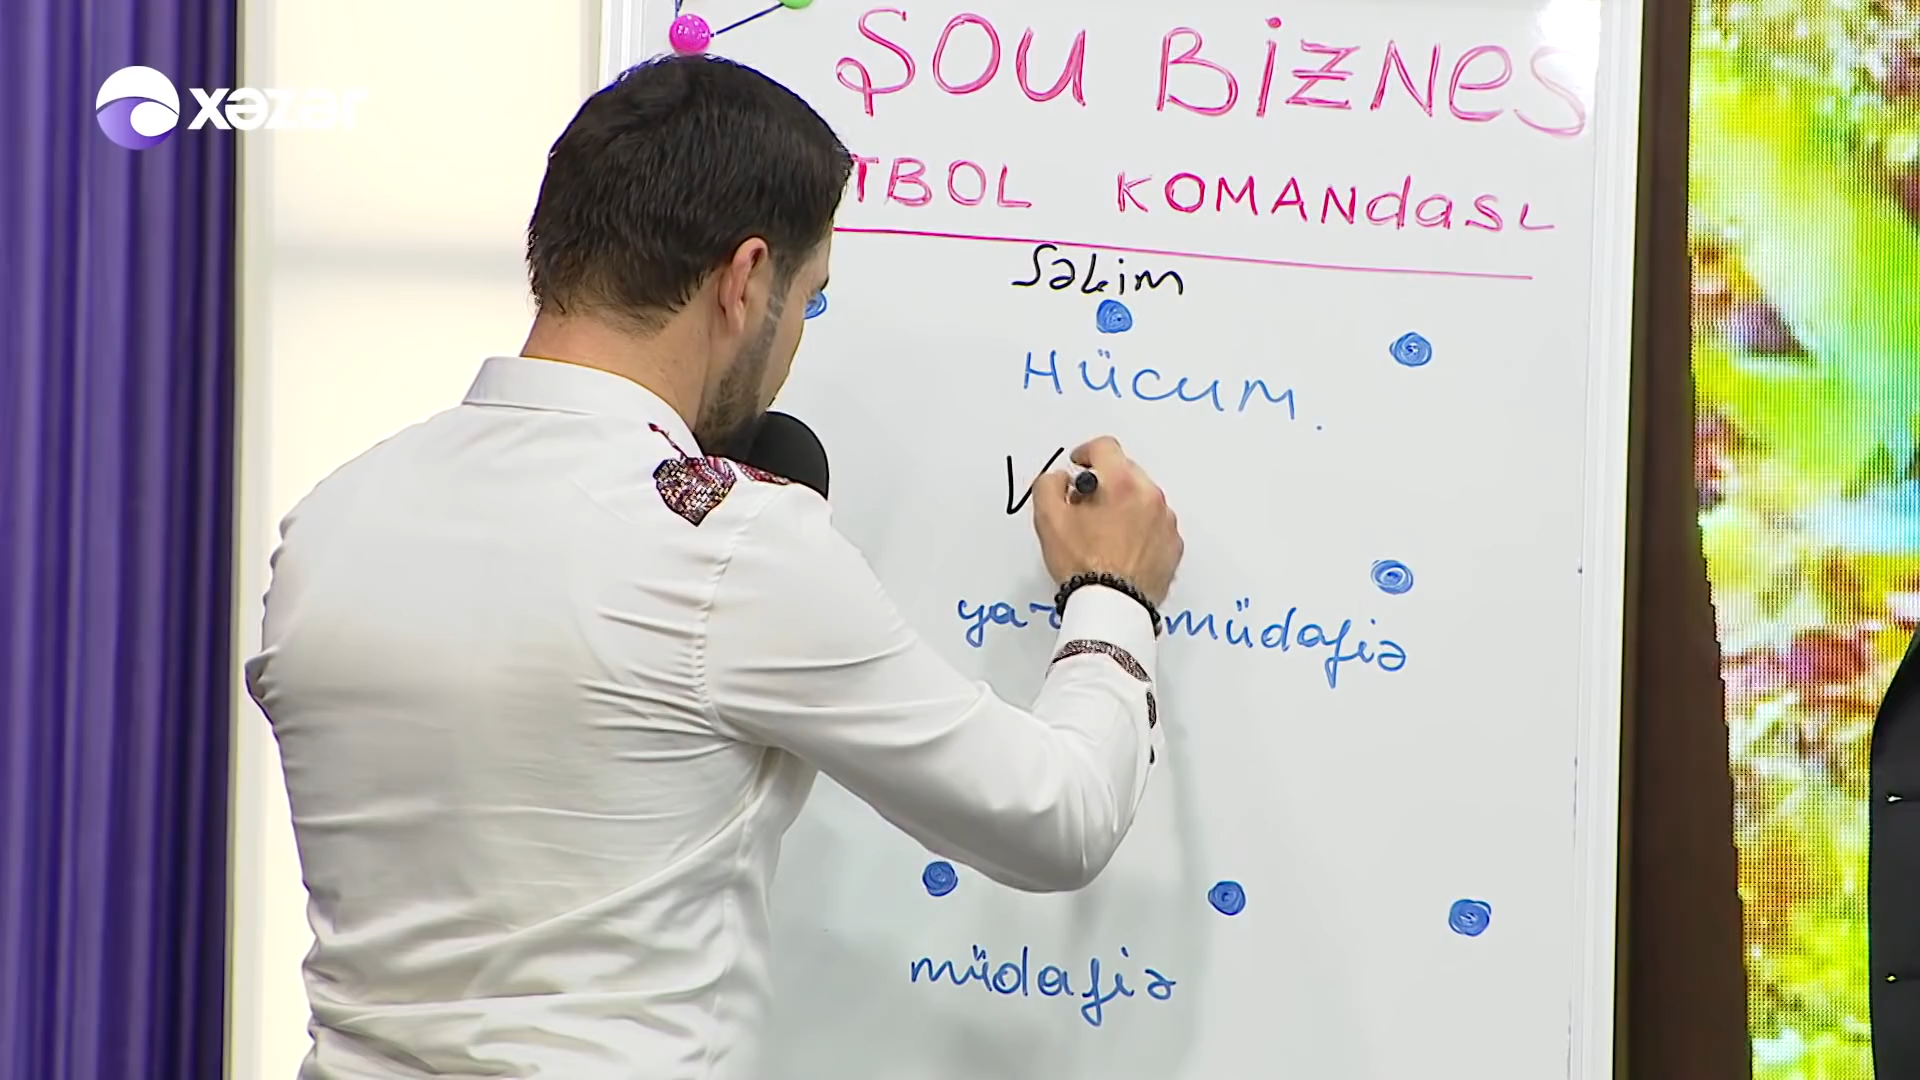 xəzər
ŞOU BİZNES
TBOL KOMANDASI
Səlim
HÜCUM.
V
müdafiə
müdafiə